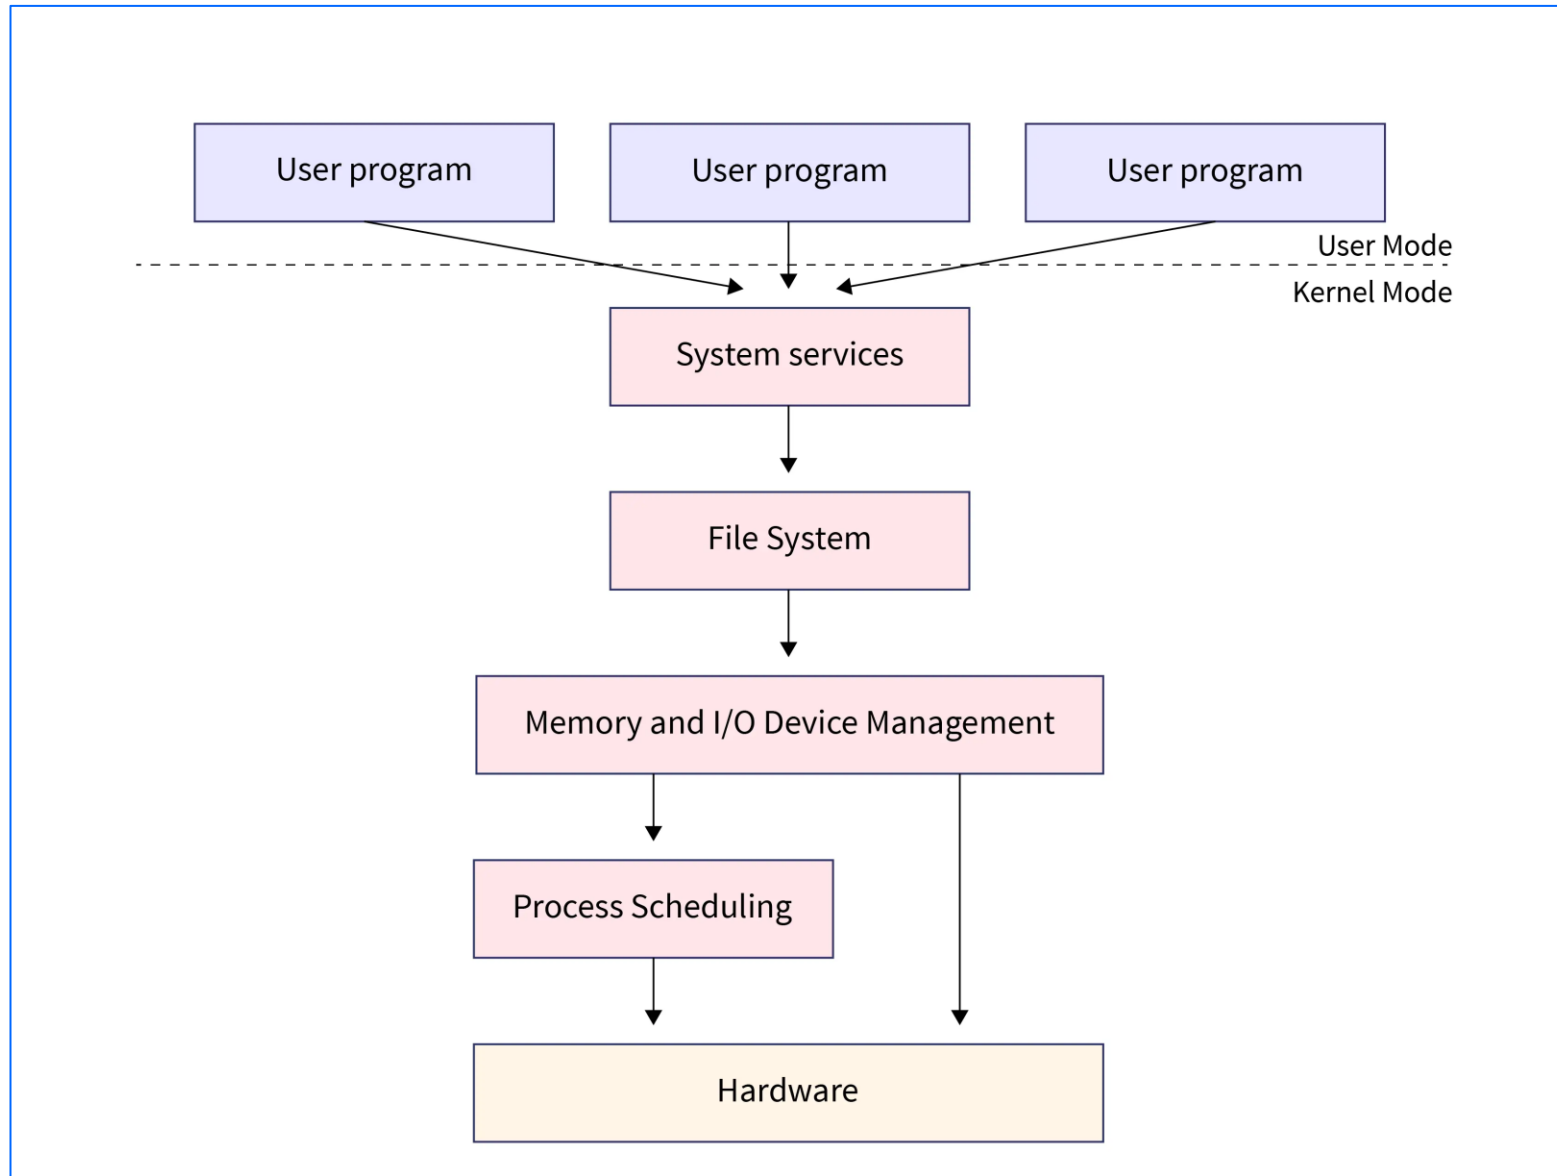 User program
User program
User program
User Mode
Kernel Mode
System services
File System
Memory and I/O Device Management
Process Scheduling
Hardware